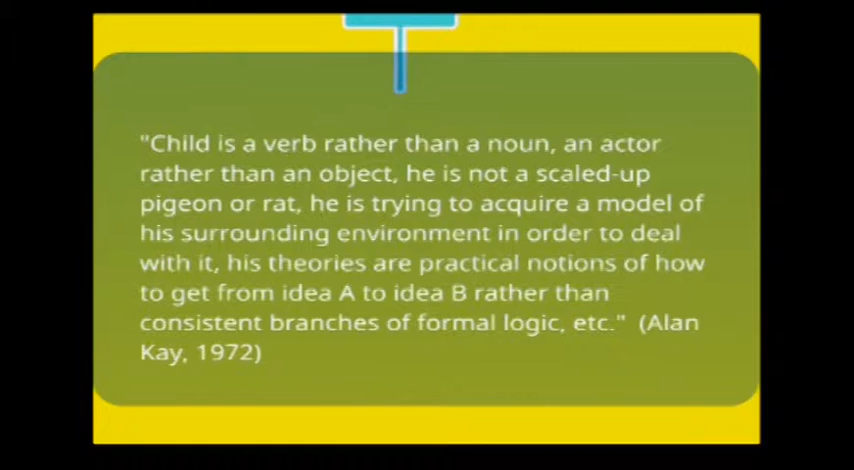 "Child is a verb rather than a noun, an actor
rather than an object, he is not a scaled-up
pigeon or rat, he is trying to acquire a model of
his surrounding environment in order to deal
with it, his theories are practical notions of how
to get from idea A to idea B rather than
consistent branches of formal logic, etc."  (Alan
Kay, 1972)